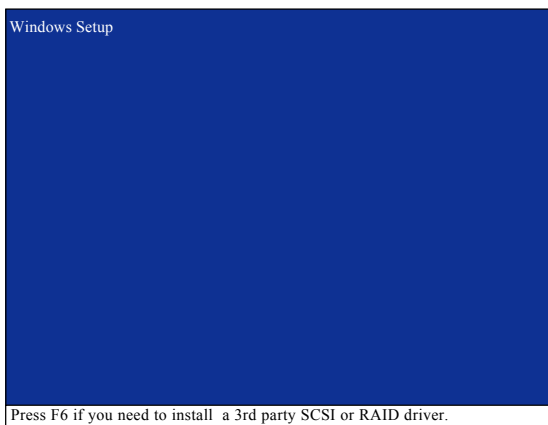 Windows Setup
Press F6 if you need to install a 3rd party SCSI or RAID driver.